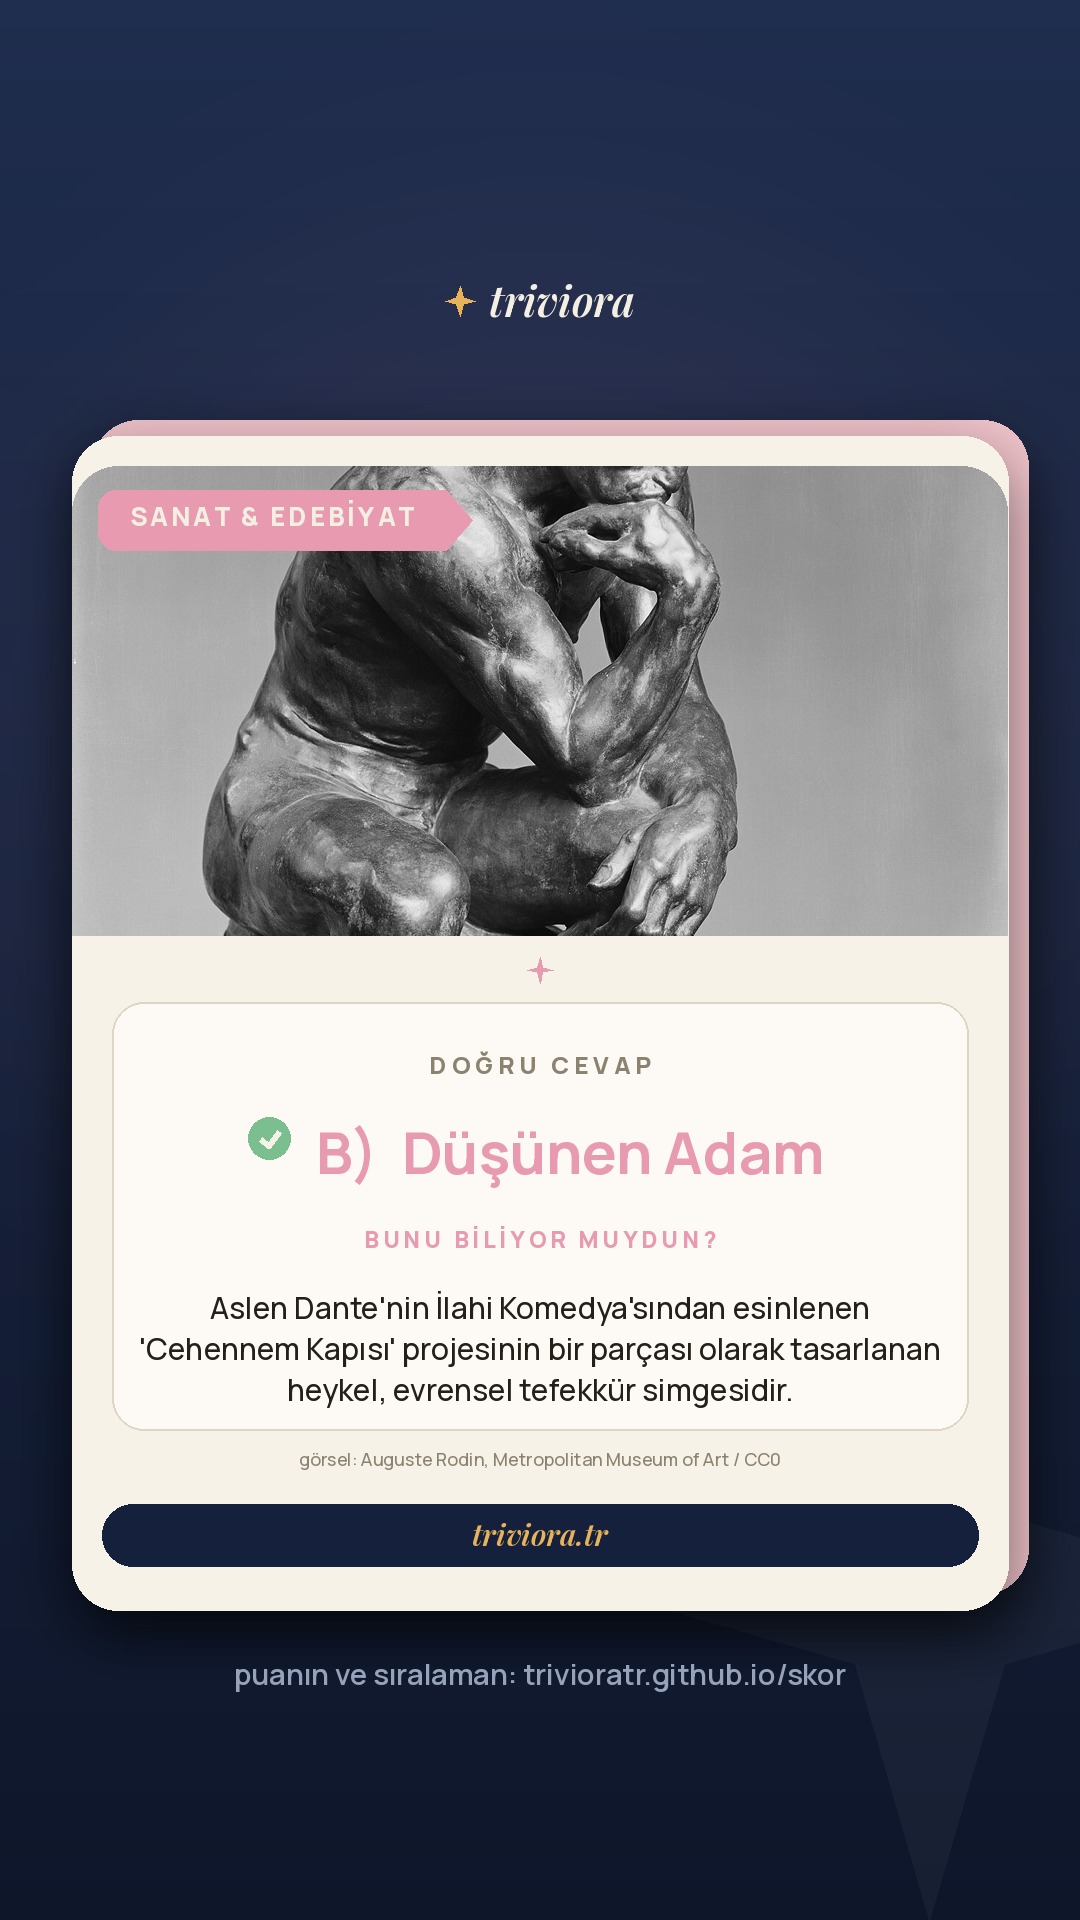 triviora
SANAT & EDEBİYAT
DOĞRU CEVAP
B) Düşünen Adam
BUNU BİLİYOR MUYDUN?
Aslen Dante'nin İlahi Komedya'sından esinlenen
'Cehennem Kapısı' projesinin bir parçası olarak tasarlanan
heykel, evrensel tefekkür simgesidir.
görsel: Auguste Rodin, Metropolitan Museum of Art / CC0
triviora.tr
puanın ve sıralaman: trivioratr.github.io/skor